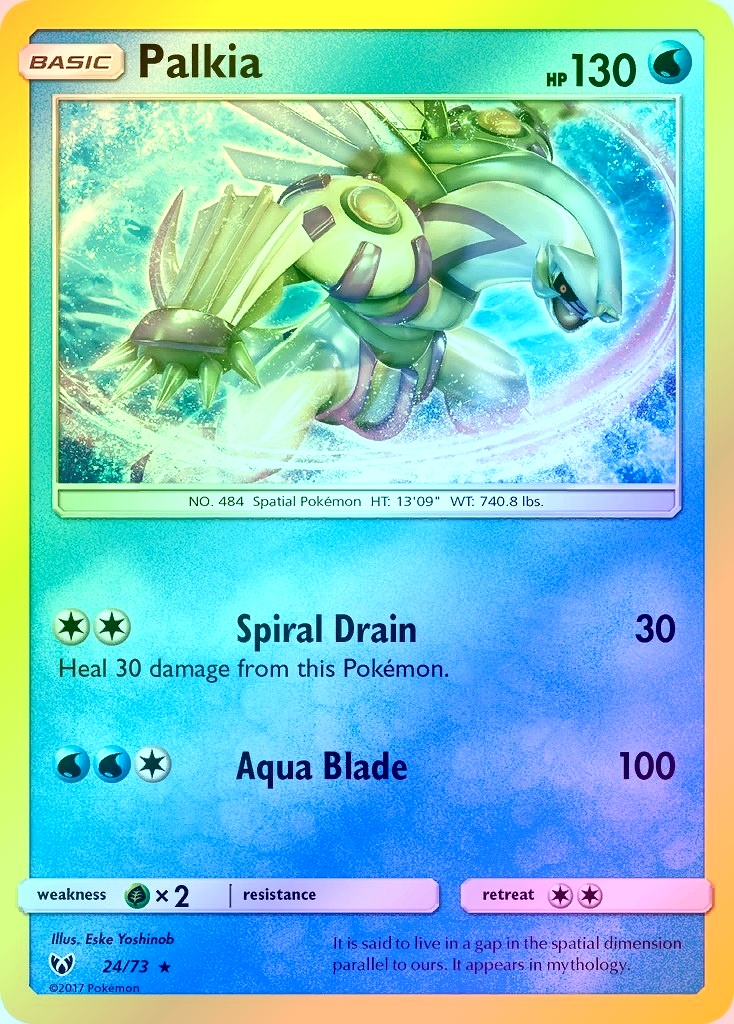 BASIC Palkia HP 130
NO. 484 Spatial Pokémon HT: 13'09" WT: 740.8 lbs.
Spiral Drain 30
Heal 30 damage from this Pokémon.
Aqua Blade 100
weakness × 2 resistance retreat
Illus. Eske Yoshinob
24/73 ★
©2017 Pokémon
It is said to live in a gap in the spatial dimension
parallel to ours. It appears in mythology.